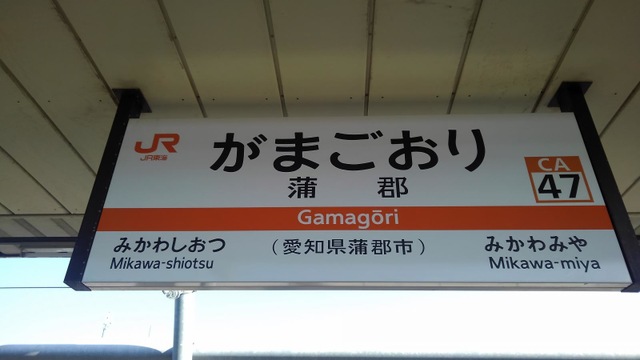 JR
JR東海
がまごおり
蒲郡
CA
47
Gamagōri
みかわしおつ
Mikawa-shiotsu
(愛知県蒲郡市)
みかわみや
Mikawa-miya